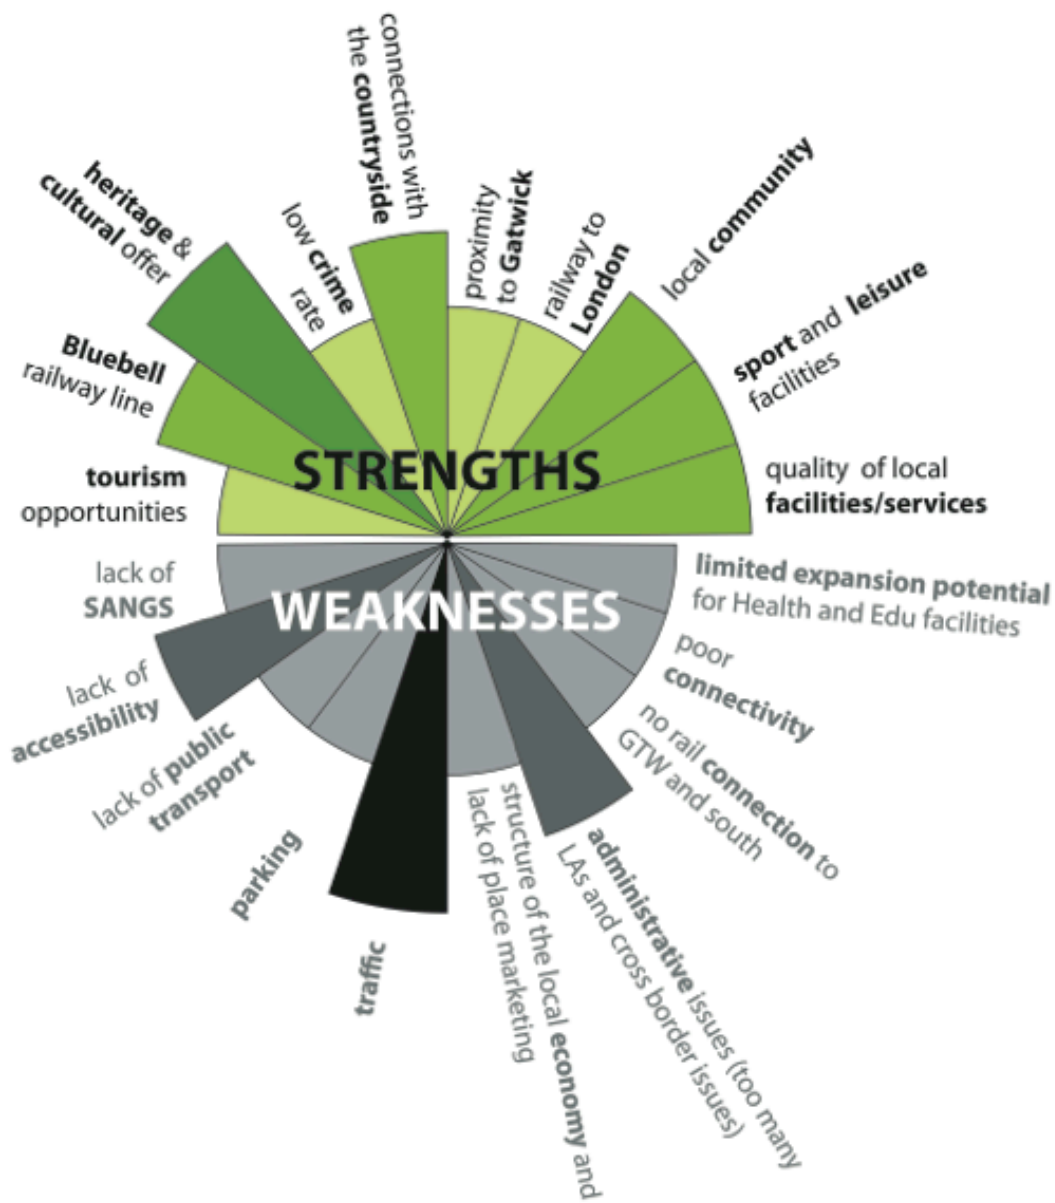 connections with
the countryside
proximity
to Gatwick
railway to
London
local community
sport and leisure
facilities
quality of local
facilities/services
heritage &
cultural offer
low crime
rate
Bluebell
railway line
tourism
opportunities
STRENGTHS
WEAKNESSES
lack of
SANGS
lack of
accessibility
lack of public
transport
parking
traffic
structure of the local economy and
lack of place marketing
administrative issues (too many
LAs and cross border issues)
no rail connection to
GTW and south
poor
connectivity
limited expansion potential
for Health and Edu facilities